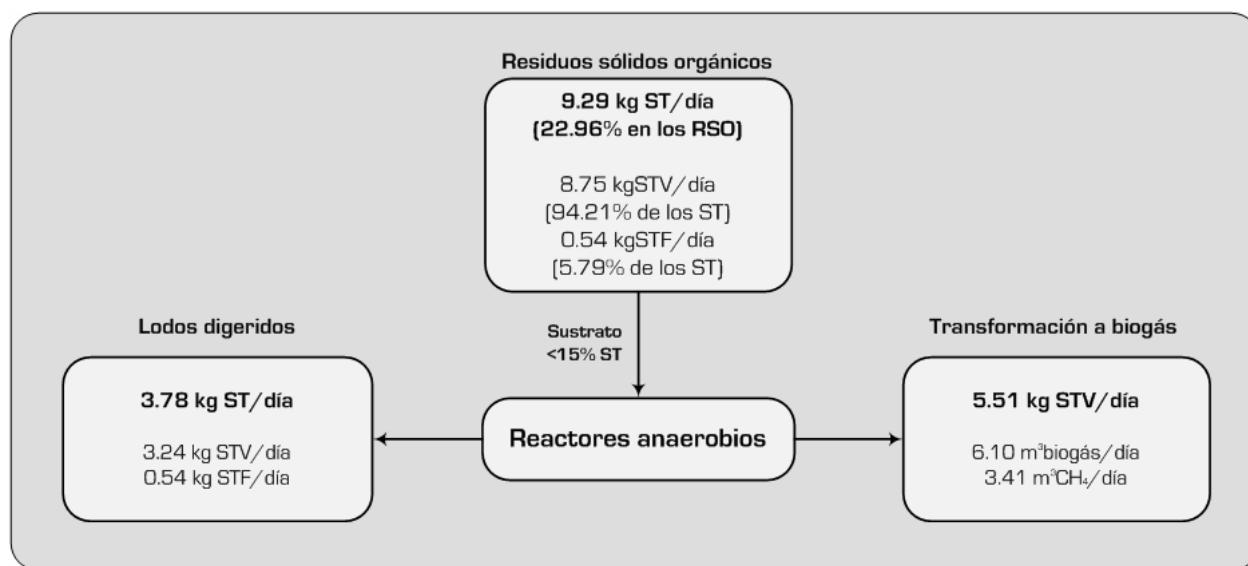 Residuos sólidos orgánicos
9.29 kg ST/día
(22.96% en los RSO)
8.75 kgSTV/día
(94.21% de los ST)
0.54 kgSTF/día
(5.79% de los ST)
Sustrato
<15% ST
Lodos digeridos
3.78 kg ST/día
3.24 kg STV/día
0.54 kg STF/día
Reactores anaerobios
Transformación a biogás
5.51 kg STV/día
6.10 m³biogás/día
3.41 m³CH₄/día